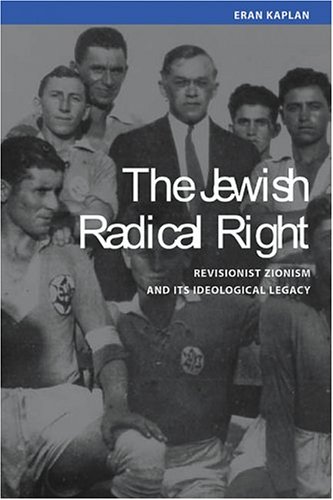 ERAN KAPLAN
The Jewish
Radical Right
REVISIONIST ZIONISM
AND ITS IDEOLOGICAL LEGACY